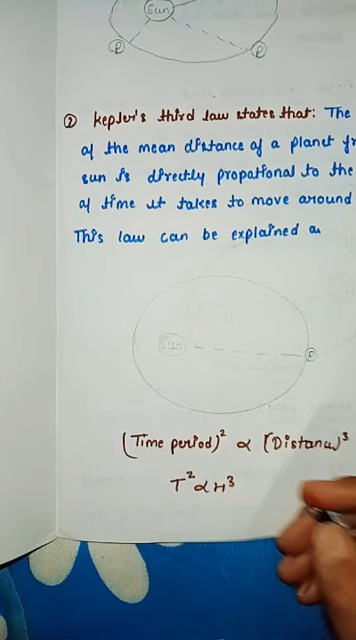 Sun
P P
③ Kepler's third law states that: The
of the mean distance of a planet fr
sun is directly propational to the
of time it takes to move around
This law can be explained as
Sun P
(Time period)² ∝ (Distance)³
T² ∝ r³